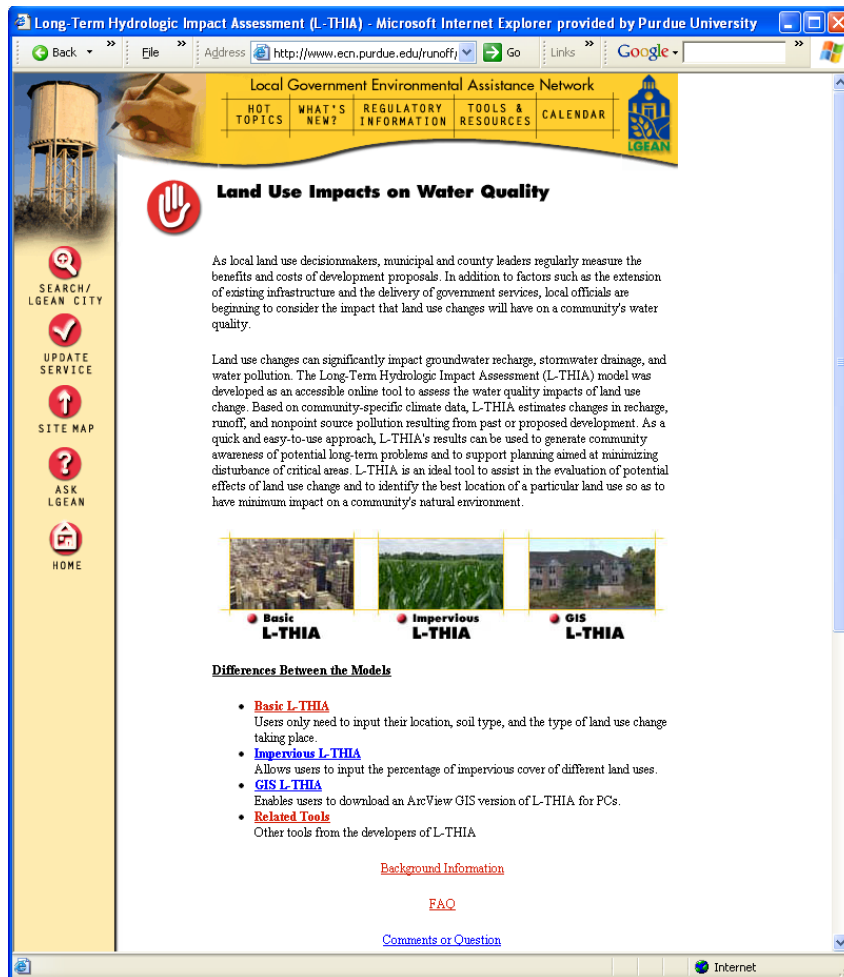 Long-Term Hydrologic Impact Assessment (L-THIA) - Microsoft Internet Explorer provided by Purdue University
Back » File » Address http://www.ecn.purdue.edu/runoff/ Go Links » Google »
Local Government Environmental Assistance Network
HOT TOPICS WHAT'S NEW? REGULATORY INFORMATION TOOLS & RESOURCES CALENDAR
LGEAN
Land Use Impacts on Water Quality
SEARCH/
LGEAN CITY
UPDATE
SERVICE
SITE MAP
ASK
LGEAN
HOME
As local land use decisionmakers, municipal and county leaders regularly measure the
benefits and costs of development proposals. In addition to factors such as the extension
of existing infrastructure and the delivery of government services, local officials are
beginning to consider the impact that land use changes will have on a community's water
quality.
Land use changes can significantly impact groundwater recharge, stormwater drainage, and
water pollution. The Long-Term Hydrologic Impact Assessment (L-THIA) model was
developed as an accessible online tool to assess the water quality impacts of land use
change. Based on community-specific climate data, L-THIA estimates changes in recharge,
runoff, and nonpoint source pollution resulting from past or proposed development. As a
quick and easy-to-use approach, L-THIA's results can be used to generate community
awareness of potential long-term problems and to support planning aimed at minimizing
disturbance of critical areas. L-THIA is an ideal tool to assist in the evaluation of potential
effects of land use change and to identify the best location of a particular land use so as to
have minimum impact on a community's natural environment.
Basic
L-THIA
Impervious
L-THIA
GIS
L-THIA
Differences Between the Models
• Basic L-THIA
Users only need to input their location, soil type, and the type of land use change
taking place.
• Impervious L-THIA
Allows users to input the percentage of impervious cover of different land uses.
• GIS L-THIA
Enables users to download an ArcView GIS version of L-THIA for PCs.
• Related Tools
Other tools from the developers of L-THIA
Background Information
FAQ
Comments or Question
Internet